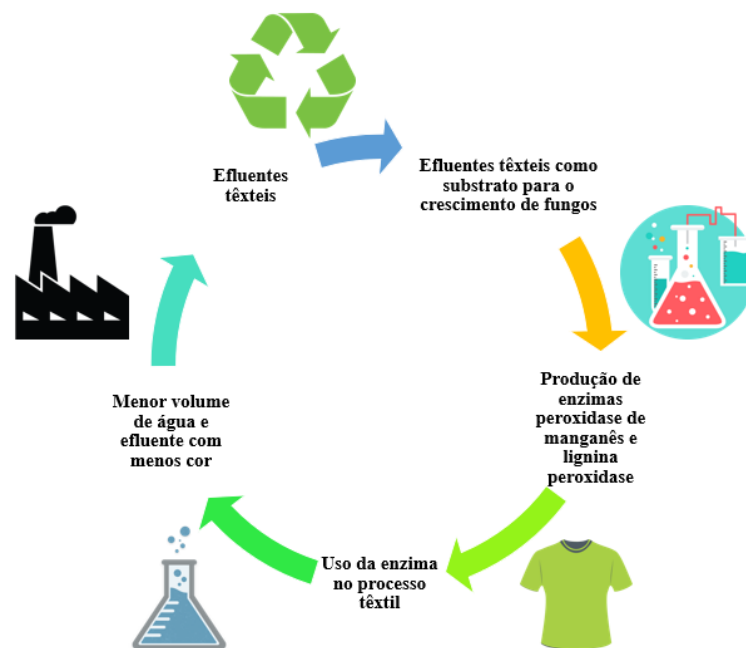 Efluentes
têxteis
Efluentes têxteis como
substrato para o
crescimento de fungos
Produção de
enzimas
peroxidase de
manganês e
lignina
peroxidase
Uso da enzima
no processo
têxtil
Menor volume
de água e
efluente com
menos cor